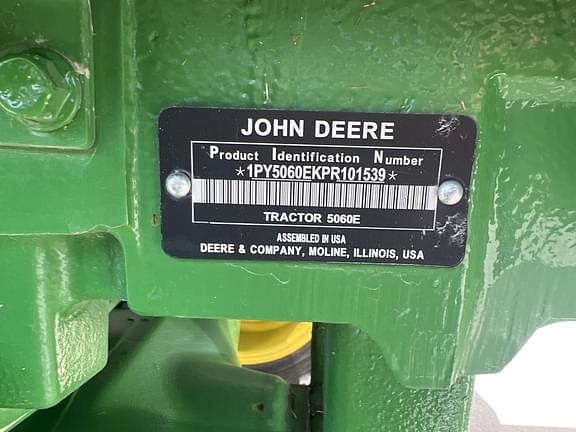 JOHN DEERE
Product Identification Number
*1PY5060EKPR101539*
TRACTOR 5060E
ASSEMBLED IN USA
DEERE & COMPANY, MOLINE, ILLINOIS, USA